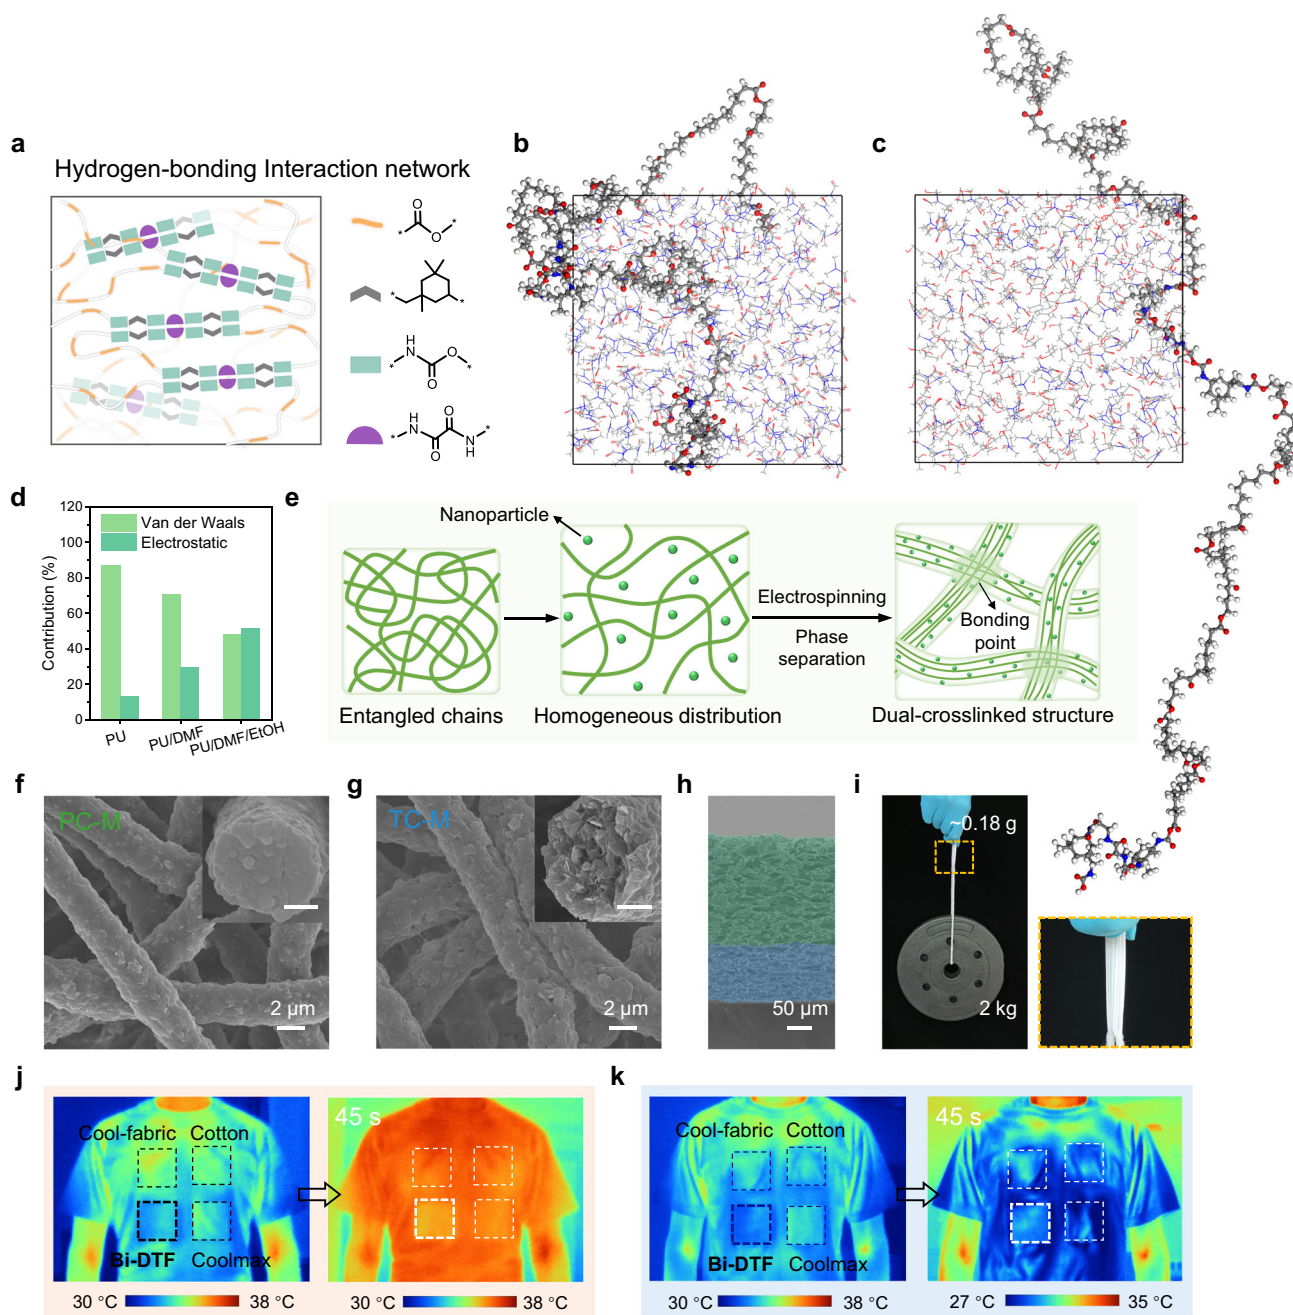 a
Hydrogen-bonding Interaction network
O
*
O
*
*
H
N
O
*
*
O
H
N
O
*
*
O
N
H
b
c
d
Contribution (%)
120
100
80
60
40
20
0
Van der Waals
Electrostatic
PU
PU/DMF
PU/DMF/EtOH
e
Nanoparticle
Electrospinning
Phase
separation
Bonding
point
Entangled chains
Homogeneous distribution
Dual-crosslinked structure
f
PC-M
2 μm
g
TC-M
2 μm
h
50 μm
i
~0.18 g
2 kg
j
Cool-fabric
Cotton
Bi-DTF
Coolmax
45 s
30 °C
38 °C
30 °C
38 °C
k
Cool-fabric
Cotton
Bi-DTF
Coolmax
45 s
30 °C
38 °C
27 °C
35 °C